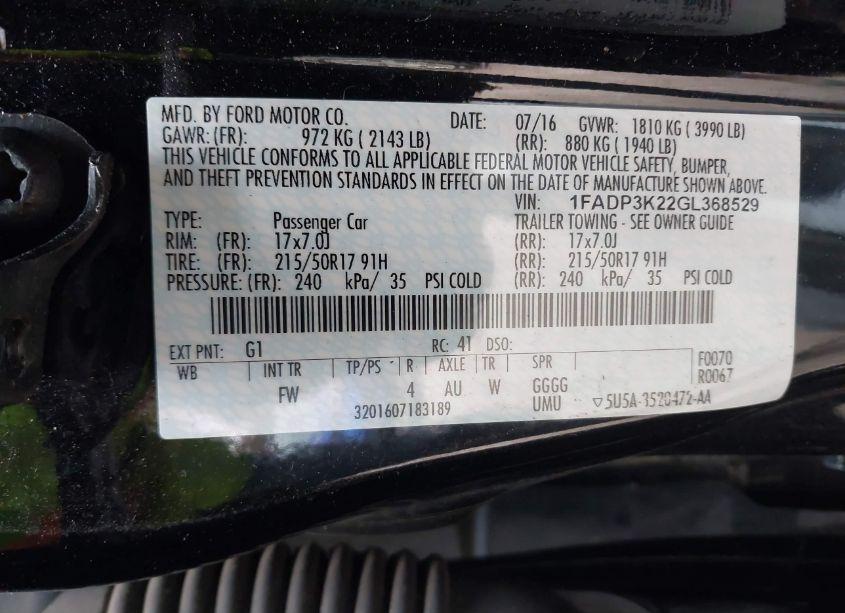 MFD. BY FORD MOTOR CO. DATE: 07/16 GVWR: 1810 KG ( 3990 LB)
GAWR: (FR): 972 KG ( 2143 LB) (RR): 880 KG ( 1940 LB)
THIS VEHICLE CONFORMS TO ALL APPLICABLE FEDERAL MOTOR VEHICLE SAFETY, BUMPER,
AND THEFT PREVENTION STANDARDS IN EFFECT ON THE DATE OF MANUFACTURE SHOWN ABOVE.
VIN: 1FADP3K22GL368529
TYPE: Passenger Car TRAILER TOWING - SEE OWNER GUIDE
RIM: (FR): 17x7.0J (RR): 17x7.0J
TIRE: (FR): 215/50R17 91H (RR): 215/50R17 91H
PRESSURE: (FR): 240 kPa/ 35 PSI COLD (RR): 240 kPa/ 35 PSI COLD
EXT PNT: G1 RC: 41 DSO:
WB INT TR TP/PS R AXLE TR SPR F0070
FW 4 AU W GGGG R0067
3201607183189 UMU ▽5U5A-3520472-AA